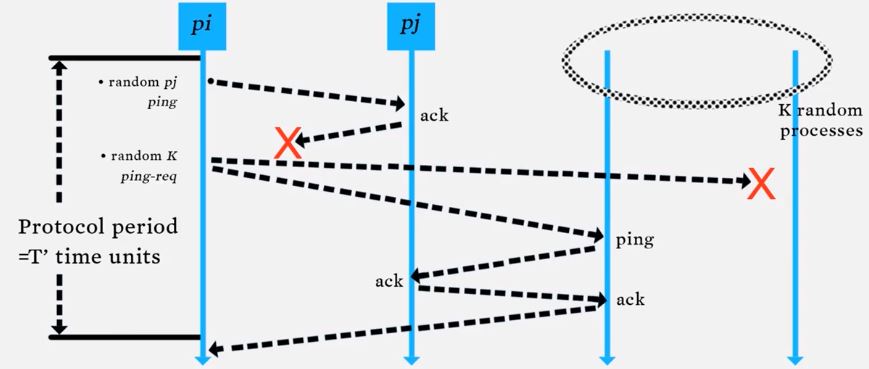 pi
pj
• random pj
ping
ack
X
K random
processes
• random K
ping-req
X
Protocol period
=T’ time units
ping
ack
ack